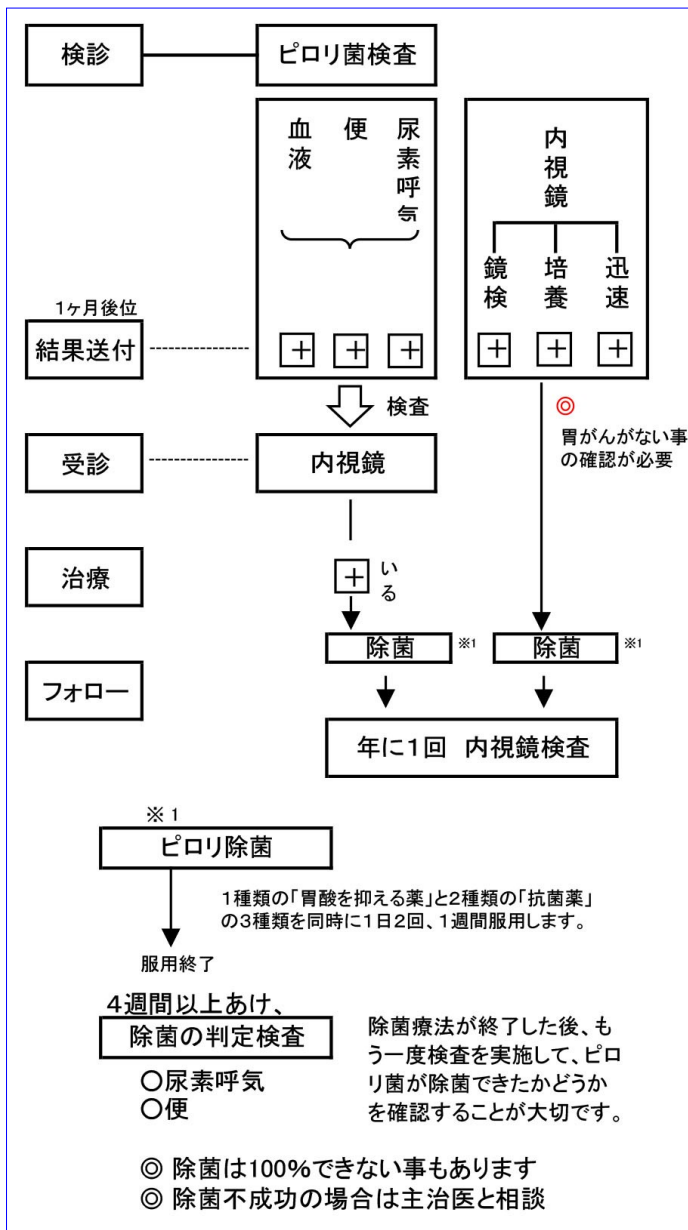 検診
ピロリ菌検査
血液
便
尿素呼気
内視鏡
鏡検
培養
迅速
1ヶ月後位
結果送付
+ + +
+ + +
検査
◎
胃がんがない事
の確認が必要
受診
内視鏡
治療
+ いる
除菌 ※1
除菌 ※1
フォロー
年に1回 内視鏡検査
※1
ピロリ除菌
1種類の「胃酸を抑える薬」と2種類の「抗菌薬」
の3種類を同時に1日2回、1週間服用します。
服用終了
4週間以上あけ、
除菌の判定検査
〇尿素呼気
〇便
除菌療法が終了した後、も
う一度検査を実施して、ピロ
リ菌が除菌できたかどうか
を確認することが大切です。
◎ 除菌は100%できない事もあります
◎ 除菌不成功の場合は主治医と相談